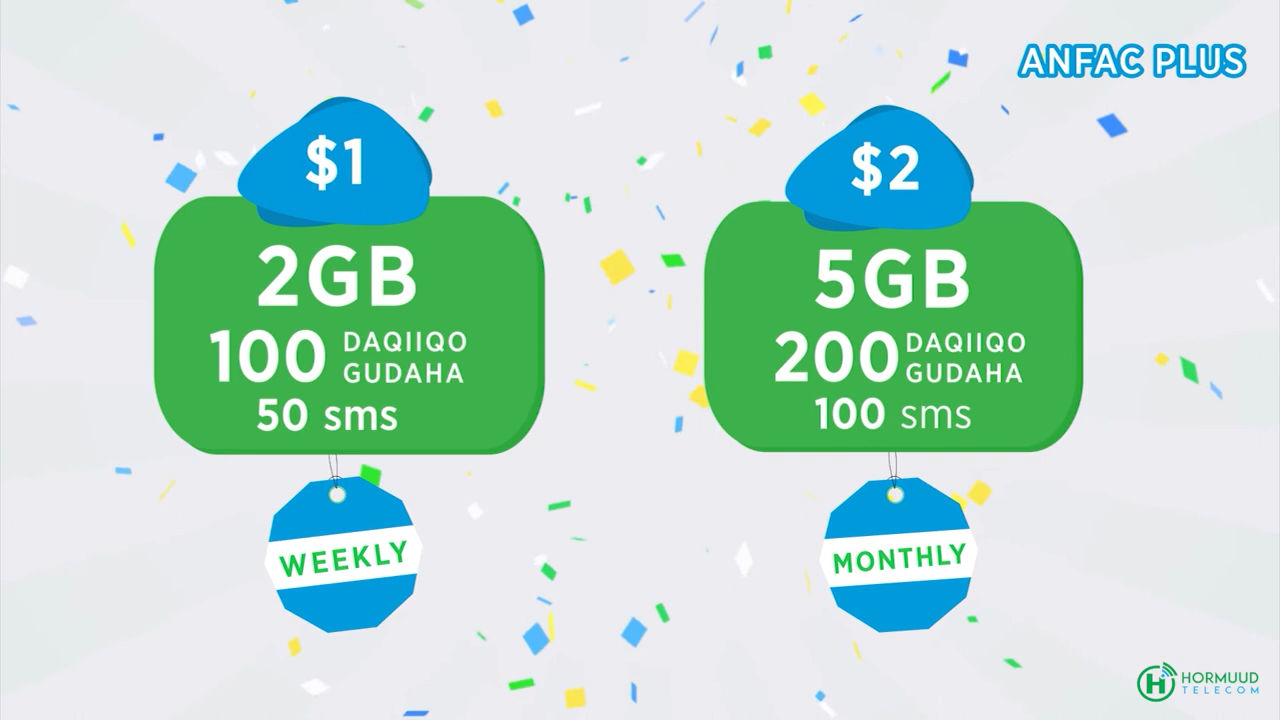 ANFAC PLUS
$1
2GB
100 DAQIIQO GUDAHA
50 sms
WEEKLY
$2
5GB
200 DAQIIQO GUDAHA
100 sms
MONTHLY
HORMUUD
TELECOM